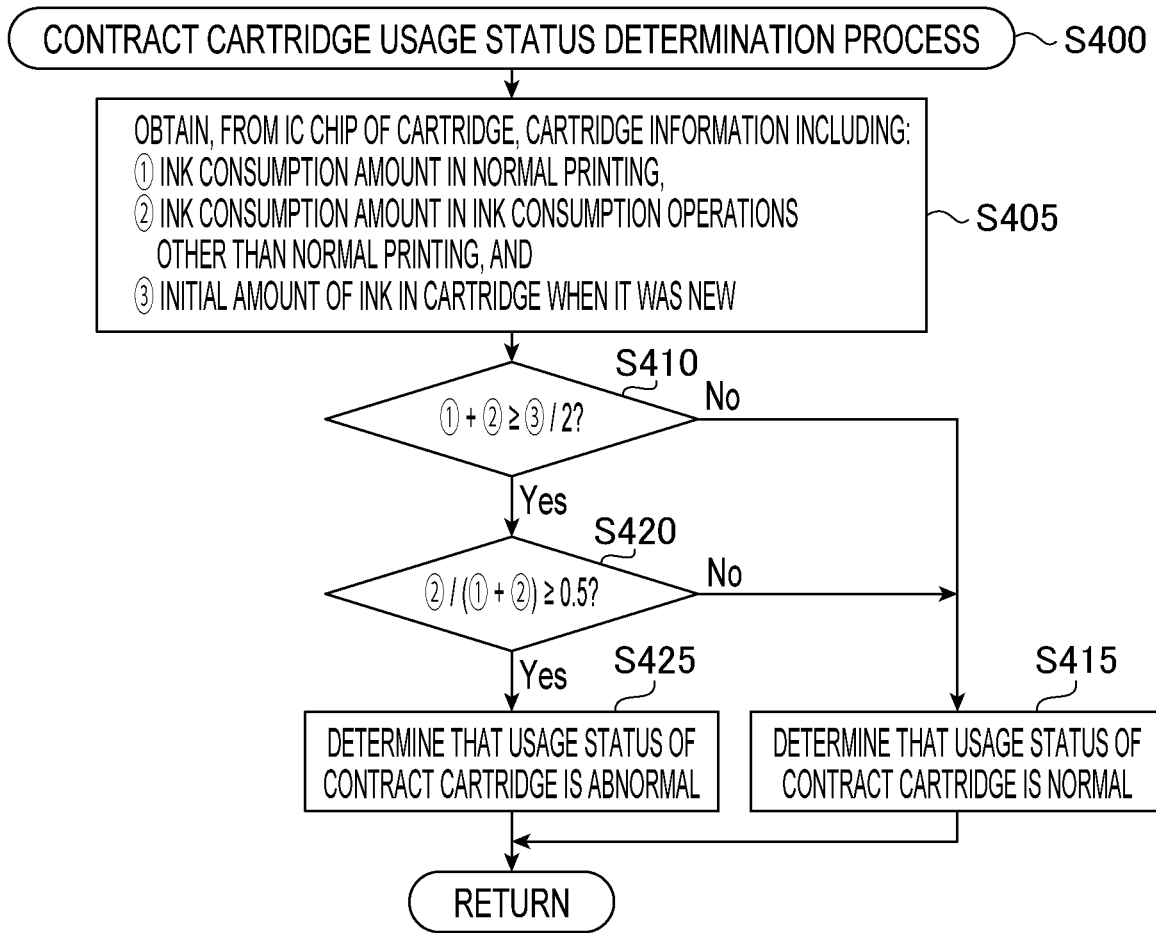 CONTRACT CARTRIDGE USAGE STATUS DETERMINATION PROCESS
S400
OBTAIN, FROM IC CHIP OF CARTRIDGE, CARTRIDGE INFORMATION INCLUDING:
① INK CONSUMPTION AMOUNT IN NORMAL PRINTING,
② INK CONSUMPTION AMOUNT IN INK CONSUMPTION OPERATIONS
OTHER THAN NORMAL PRINTING, AND
③ INITIAL AMOUNT OF INK IN CARTRIDGE WHEN IT WAS NEW
S405
S410
① + ② ≥ ③ / 2?
No
Yes
S420
② / (① + ②) ≥ 0.5?
No
Yes
S425
DETERMINE THAT USAGE STATUS OF
CONTRACT CARTRIDGE IS ABNORMAL
S415
DETERMINE THAT USAGE STATUS OF
CONTRACT CARTRIDGE IS NORMAL
RETURN